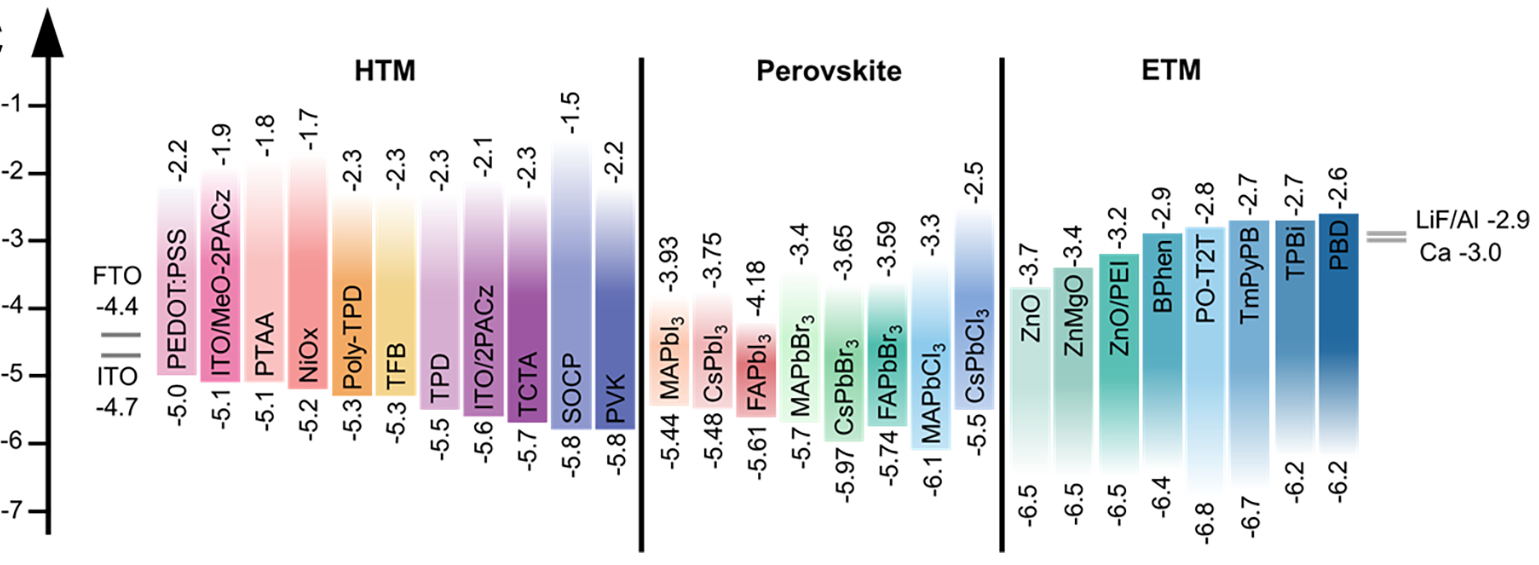 HTM
Perovskite
ETM
-1
-2
-3
-4
-5
-6
-7
FTO
-4.4
ITO
-4.7
-2.2
PEDOT:PSS
-5.0
-1.9
ITO/MeO-2PACz
-5.1
-1.8
PTAA
-5.1
-1.7
NiOx
-5.2
-2.3
Poly-TPD
-5.3
-2.3
TFB
-5.3
-2.3
TPD
-5.5
-2.1
ITO/2PACz
-5.6
-2.3
TCTA
-5.7
-1.5
SOCP
-5.8
-2.2
PVK
-5.8
-3.93
MAPbI₃
-5.44
-3.75
CsPbI₃
-5.48
-4.18
FAPbI₃
-5.61
-3.4
MAPbBr₃
-5.7
-3.65
CsPbBr₃
-5.97
-3.59
FAPbBr₃
-5.74
-3.3
MAPbCl₃
-6.1
-2.5
CsPbCl₃
-5.5
-3.7
ZnO
-6.5
-3.4
ZnMgO
-6.5
-3.2
ZnO/PEI
-6.5
-2.9
BPhen
-6.4
-2.8
PO-T2T
-6.8
-2.7
TmPyPB
-6.7
-2.7
TPBi
-6.2
-2.6
PBD
-6.2
LiF/Al -2.9
Ca -3.0